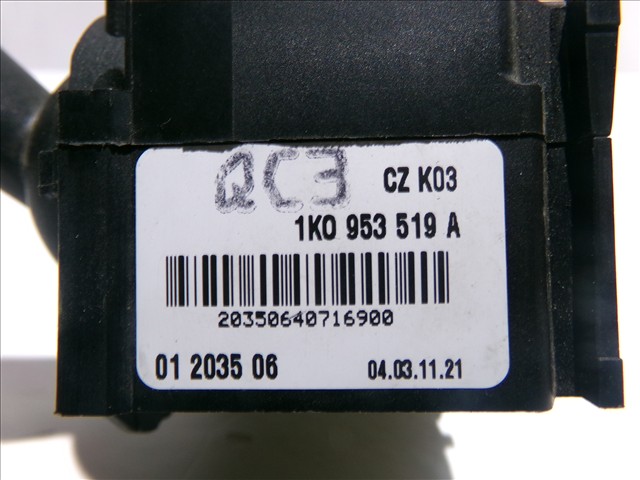 QC3
CZ K03
1K0 953 519 A
20350640716900
01 2035 06
04.03.11.21